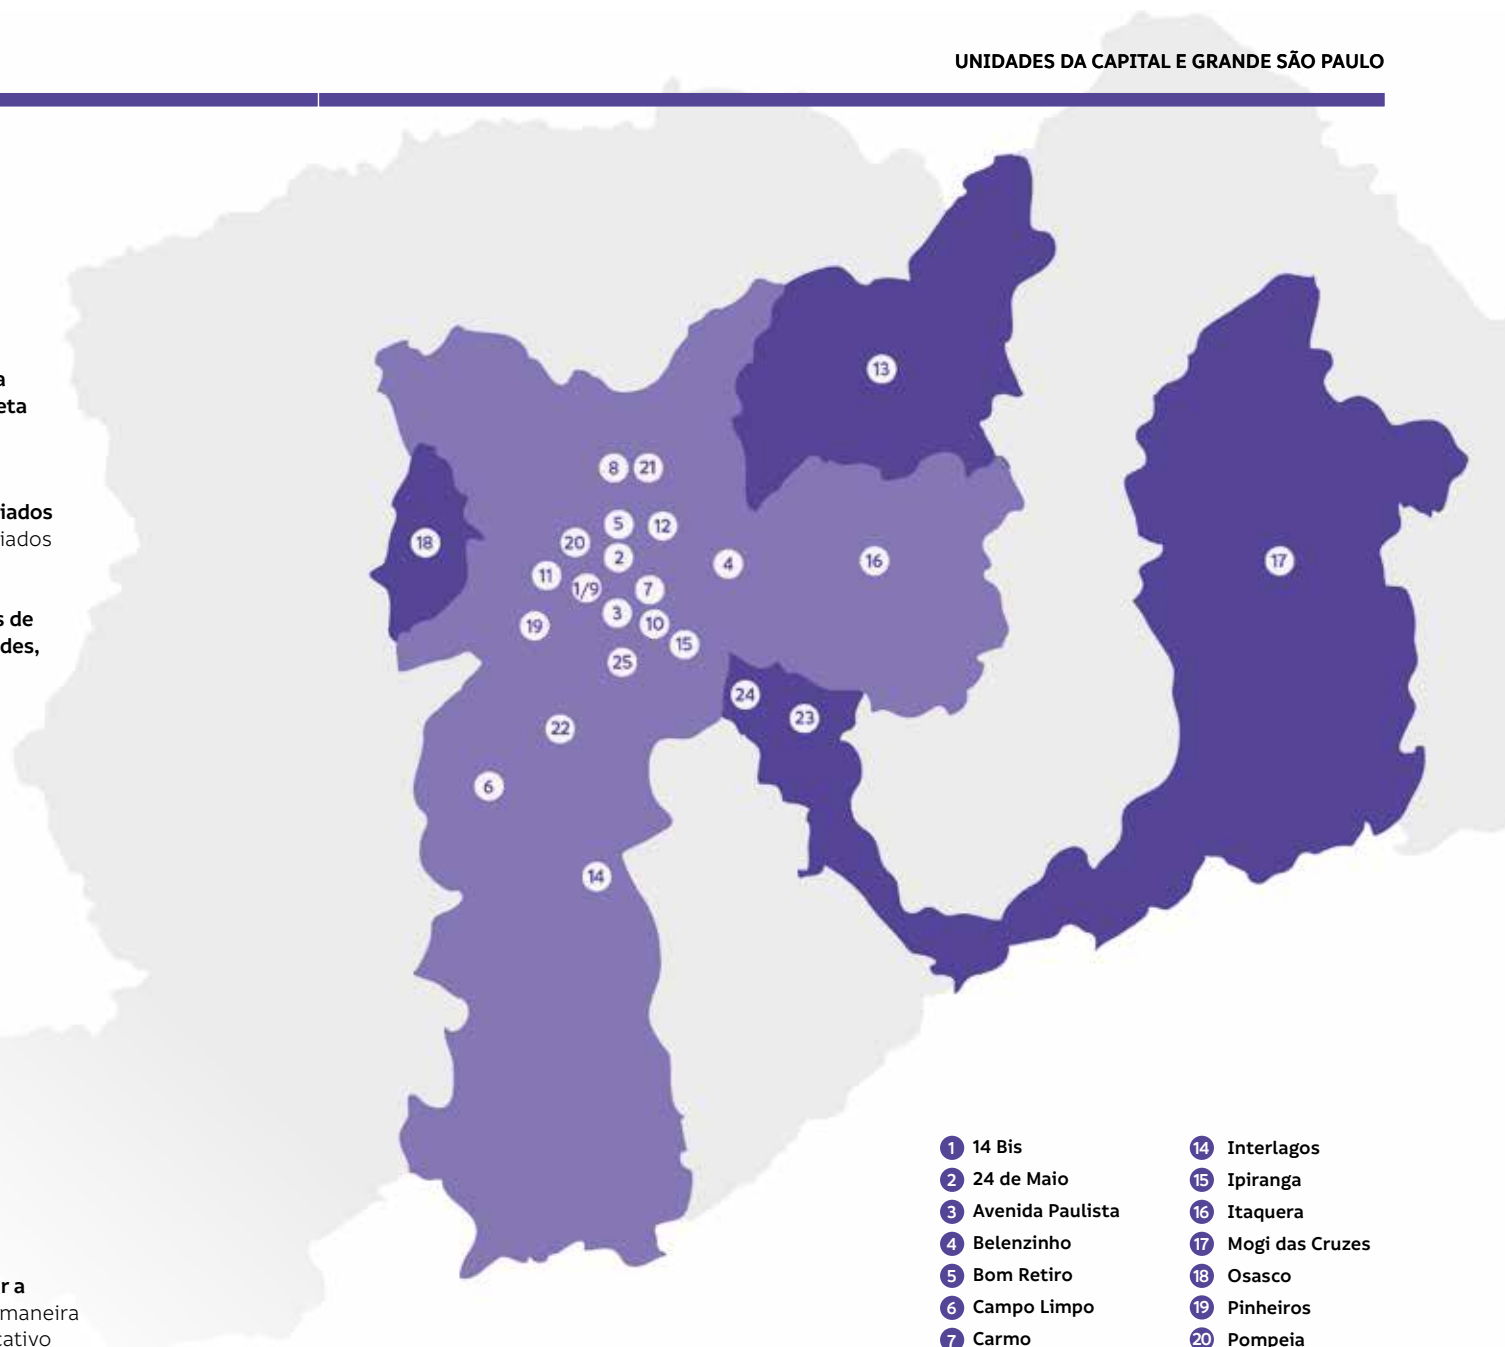 UNIDADES DA CAPITAL E GRANDE SÃO PAULO
a
eta
iados
iados
s de
des,
r a
maneira
cativo
13
8 21
5 12
18
20
2
4
16
17
11
1/9
7
3
10
19
15
25
24
23
22
6
14
1 14 Bis
2 24 de Maio
3 Avenida Paulista
4 Belenzinho
5 Bom Retiro
6 Campo Limpo
7 Carmo
14 Interlagos
15 Ipiranga
16 Itaquera
17 Mogi das Cruzes
18 Osasco
19 Pinheiros
20 Pompeia